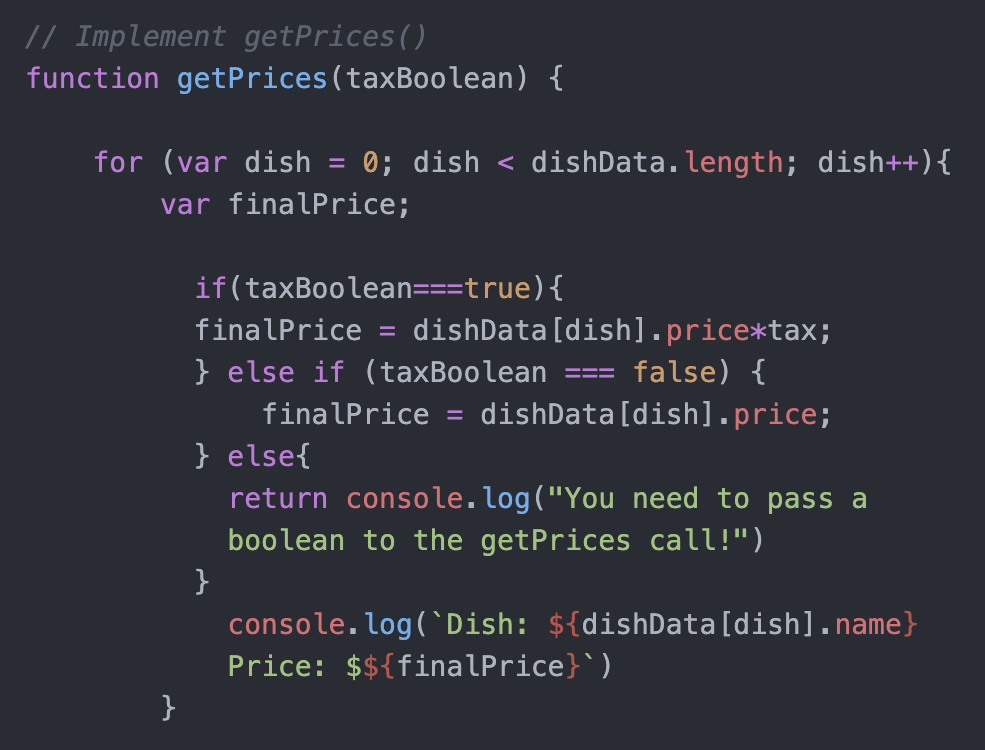 // Implement getPrices()
function getPrices(taxBoolean) {
for (var dish = 0; dish < dishData.length; dish++){
var finalPrice;
if(taxBoolean===true){
finalPrice = dishData[dish].price*tax;
} else if (taxBoolean === false) {
finalPrice = dishData[dish].price;
} else{
return console.log("You need to pass a
boolean to the getPrices call!")
}
console.log(`Dish: ${dishData[dish].name}
Price: $${finalPrice}`)
}